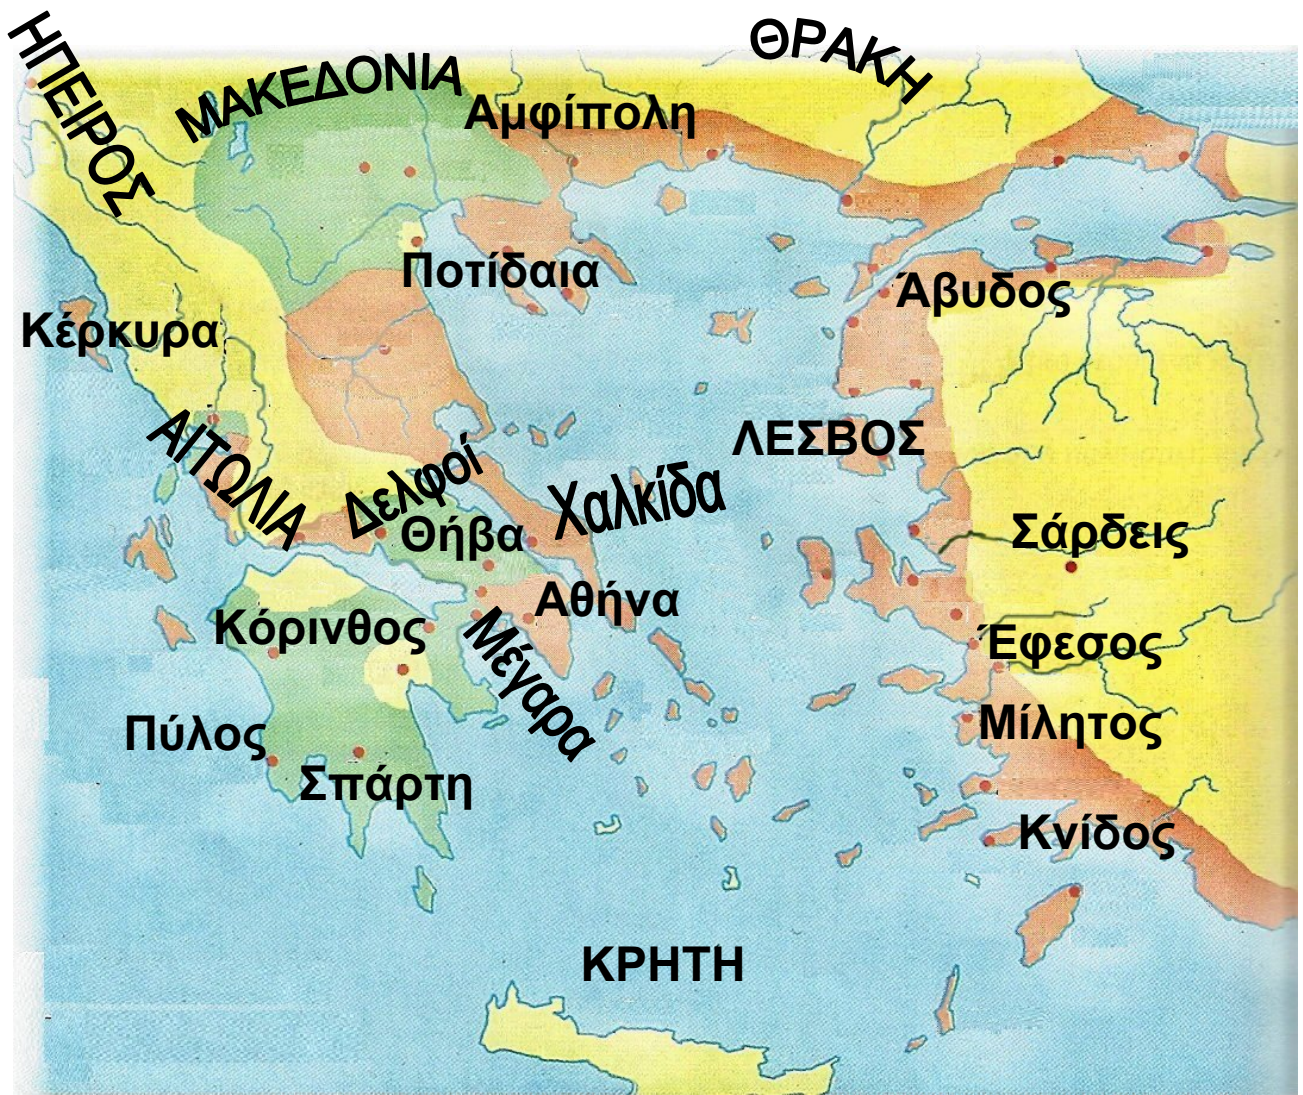 ΗΠΕΙΡΟΣ
ΜΑΚΕΔΟΝΙΑ
ΘΡΑΚΗ
Αμφίπολη
Ποτίδαια
Άβυδος
Κέρκυρα
ΑΙΤΩΛΙΑ
Δελφοί
Χαλκίδα
ΛΕΣΒΟΣ
Θήβα
Σάρδεις
Αθήνα
Κόρινθος
Μέγαρα
Έφεσος
Πύλος
Μίλητος
Σπάρτη
Κνίδος
ΚΡΗΤΗ